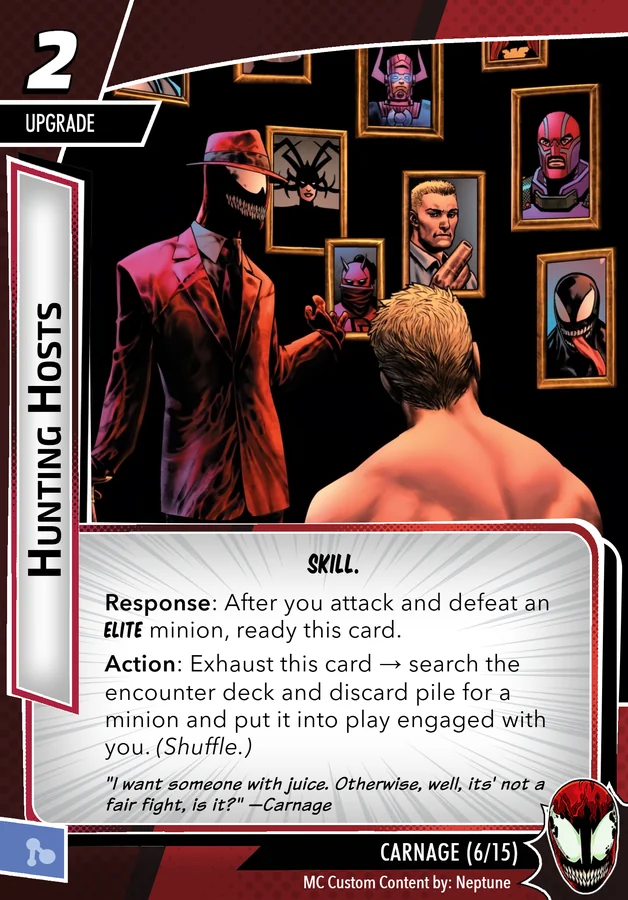 2
UPGRADE
HUNTING HOSTS
SKILL.
Response: After you attack and defeat an
ELITE minion, ready this card.
Action: Exhaust this card → search the
encounter deck and discard pile for a
minion and put it into play engaged with
you. (Shuffle.)
"I want someone with juice. Otherwise, well, its' not a
fair fight, is it?" —Carnage
CARNAGE (6/15)
MC Custom Content by: Neptune